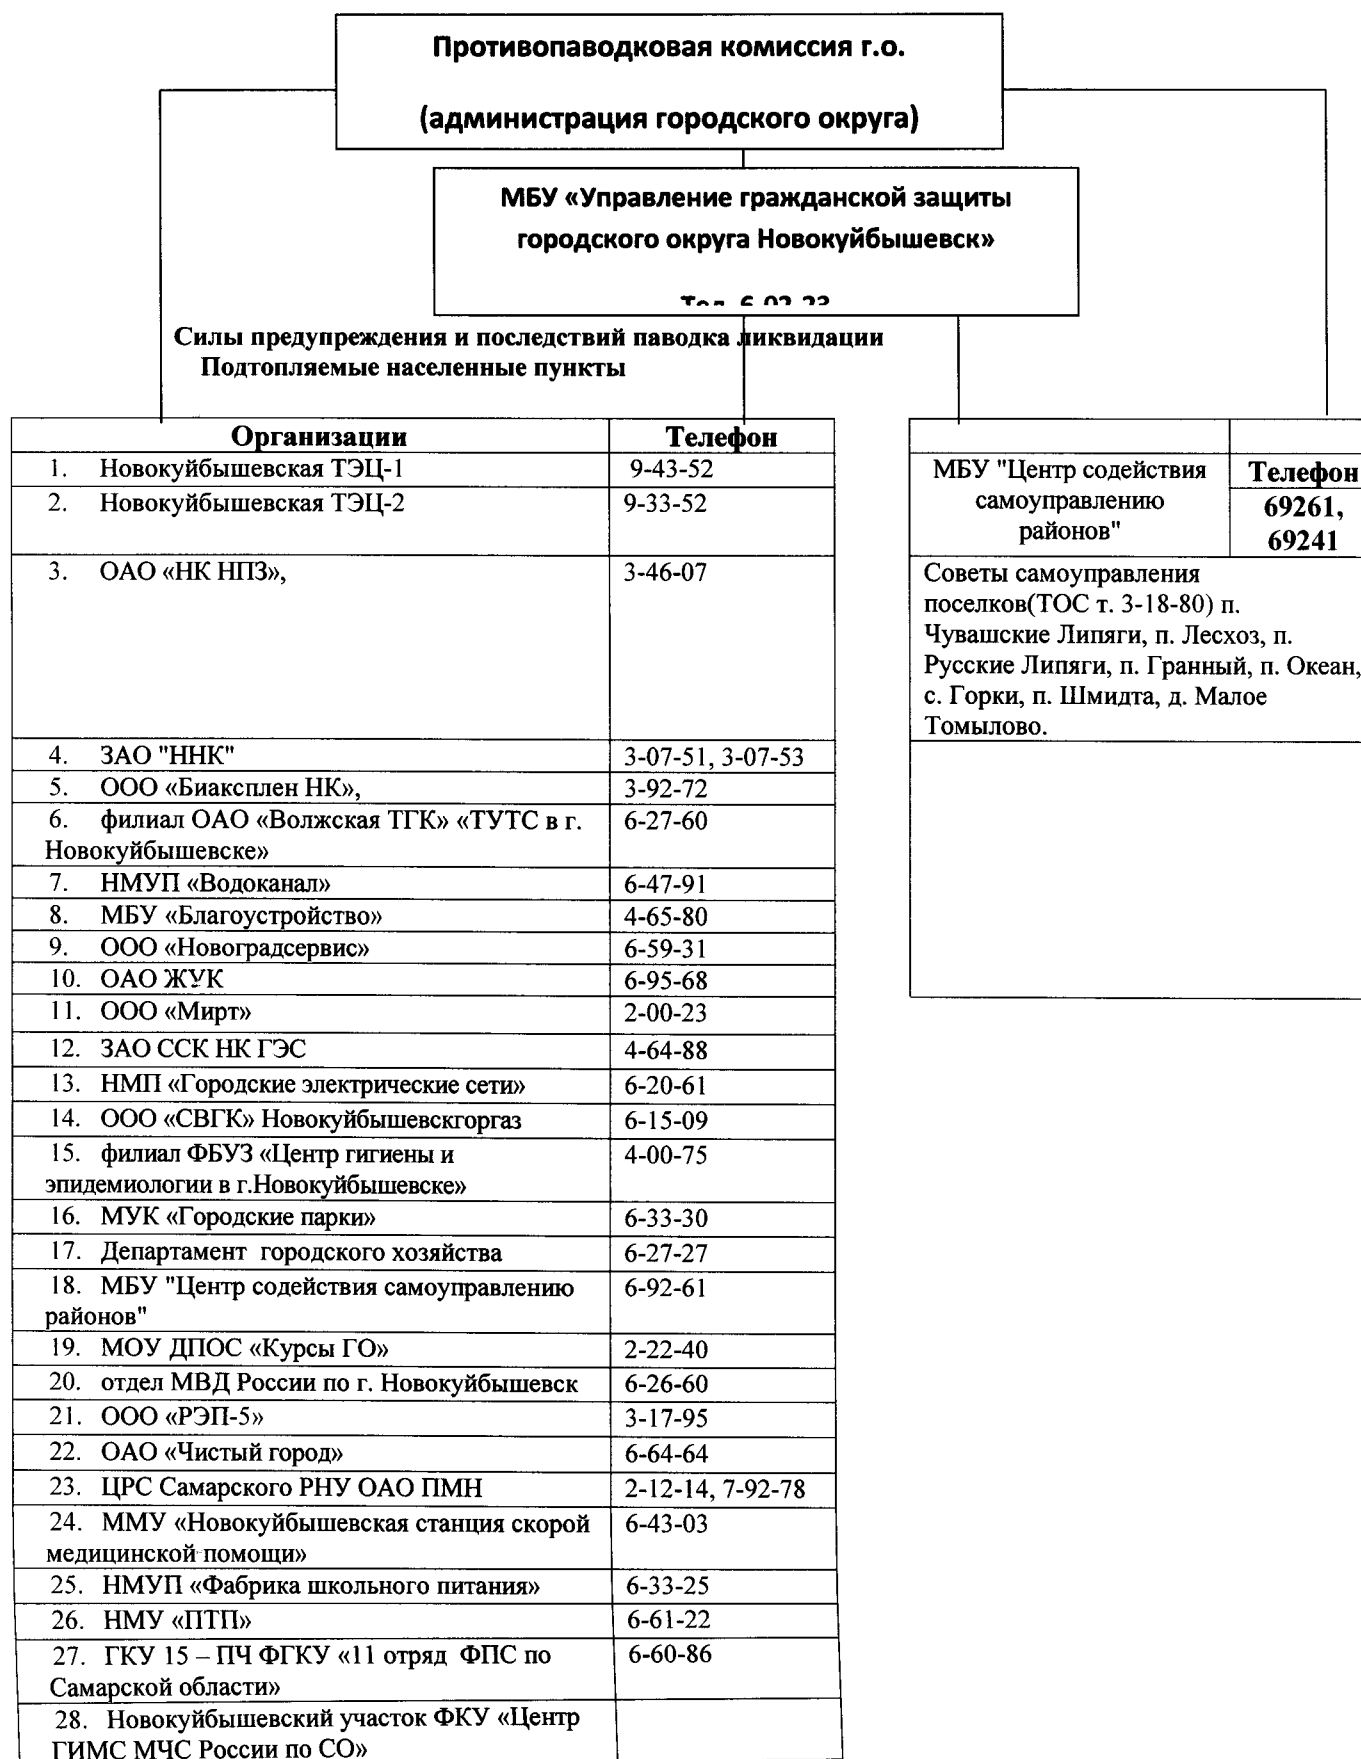 Противопаводковая комиссия г.о.
(администрация городского округа)
МБУ «Управление гражданской защиты
городского округа Новокуйбышевск»
Тел. 6-02-23
Силы предупреждения и последствий паводка ликвидации
Подтопляемые населенные пункты
Организации Телефон
1. Новокуйбышевская ТЭЦ-1 9-43-52
2. Новокуйбышевская ТЭЦ-2 9-33-52
3. ОАО «НК НПЗ», 3-46-07
4. ЗАО "ННК" 3-07-51, 3-07-53
5. ООО «Биаксплен НК», 3-92-72
6. филиал ОАО «Волжская ТГК» «ТУТС в г. 6-27-60
Новокуйбышевске»
7. НМУП «Водоканал» 6-47-91
8. МБУ «Благоустройство» 4-65-80
9. ООО «Новоградсервис» 6-59-31
10. ОАО ЖУК 6-95-68
11. ООО «Мирт» 2-00-23
12. ЗАО ССК НК ГЭС 4-64-88
13. НМП «Городские электрические сети» 6-20-61
14. ООО «СВГК» Новокуйбышевскгоргаз 6-15-09
15. филиал ФБУЗ «Центр гигиены и 4-00-75
эпидемиологии в г.Новокуйбышевске»
16. МУК «Городские парки» 6-33-30
17. Департамент городского хозяйства 6-27-27
18. МБУ "Центр содействия самоуправлению 6-92-61
районов"
19. МОУ ДПОС «Курсы ГО» 2-22-40
20. отдел МВД России по г. Новокуйбышевск 6-26-60
21. ООО «РЭП-5» 3-17-95
22. ОАО «Чистый город» 6-64-64
23. ЦРС Самарского РНУ ОАО ПМН 2-12-14, 7-92-78
24. ММУ «Новокуйбышевская станция скорой 6-43-03
медицинской помощи»
25. НМУП «Фабрика школьного питания» 6-33-25
26. НМУ «ПТП» 6-61-22
27. ГКУ 15 – ПЧ ФГКУ «11 отряд ФПС по 6-60-86
Самарской области»
28. Новокуйбышевский участок ФКУ «Центр
ГИМС МЧС России по СО»
МБУ "Центр содействия Телефон
самоуправлению 69261,
районов" 69241
Советы самоуправления
поселков(ТОС т. 3-18-80) п.
Чувашские Липяги, п. Лесхоз, п.
Русские Липяги, п. Гранный, п. Океан,
с. Горки, п. Шмидта, д. Малое
Томылово.